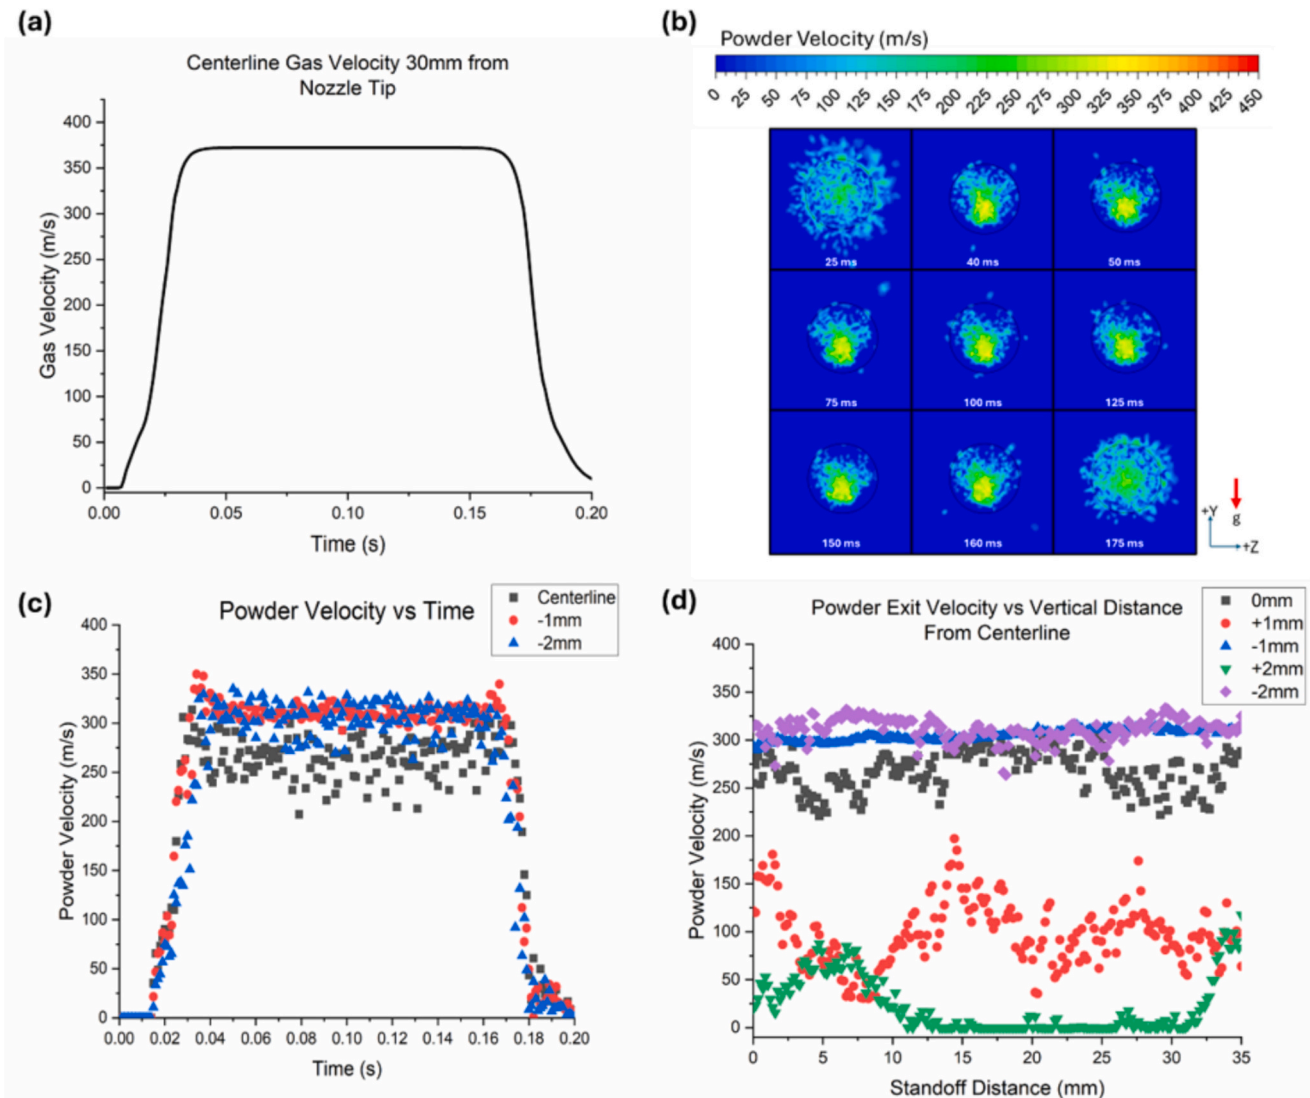 (a)
Centerline Gas Velocity 30mm from
Nozzle Tip
Gas Velocity (m/s)
400
350
300
250
200
150
100
50
0
0.00 0.05 0.10 0.15 0.20
Time (s)
(b)
Powder Velocity (m/s)
0 25 50 75 100 125 150 175 200 225 250 275 300 325 350 375 400 425 450
25 ms 40 ms 50 ms
75 ms 100 ms 125 ms
150 ms 160 ms 175 ms
+Y g
+Z
(c)
Powder Velocity vs Time
Centerline
-1mm
-2mm
Powder Velocity (m/s)
400
350
300
250
200
150
100
50
0
0.00 0.02 0.04 0.06 0.08 0.10 0.12 0.14 0.16 0.18 0.20
Time (s)
(d)
Powder Exit Velocity vs Vertical Distance
From Centerline
0mm
+1mm
-1mm
+2mm
-2mm
Powder Velocity (m/s)
400
350
300
250
200
150
100
50
0
0 5 10 15 20 25 30 35
Standoff Distance (mm)